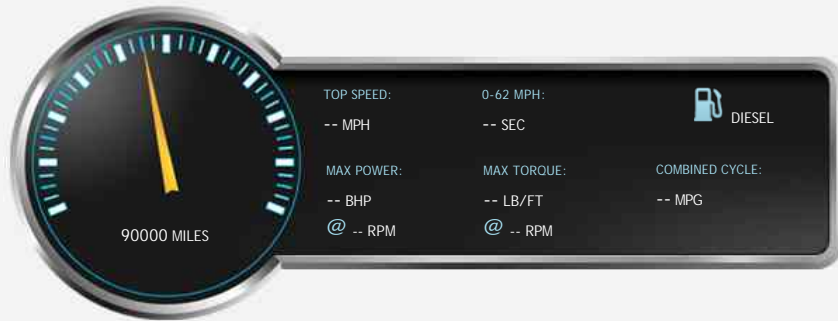 TOP SPEED:
-- MPH
0-62 MPH:
-- SEC
DIESEL
MAX POWER:
-- BHP
@ -- RPM
MAX TORQUE:
-- LB/FT
@ -- RPM
COMBINED CYCLE:
-- MPG
90000 MILES